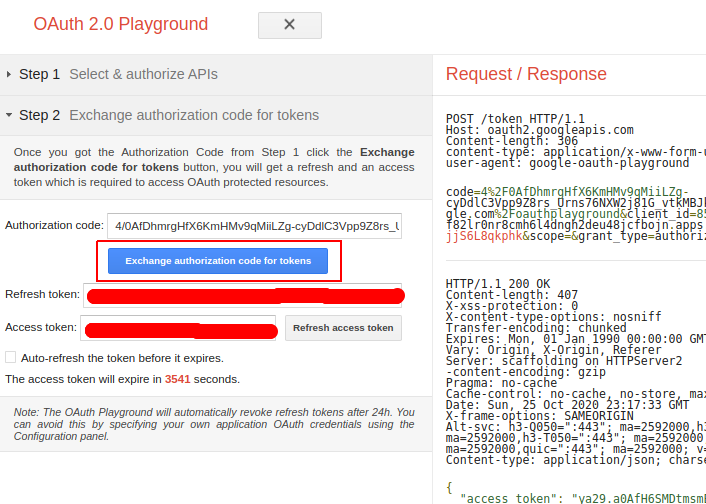 OAuth 2.0 Playground
Step 1 Select & authorize APIs
Step 2 Exchange authorization code for tokens
Once you got the Authorization Code from Step 1 click the Exchange
authorization code for tokens button, you will get a refresh and an access
token which is required to access OAuth protected resources.
Authorization code: 4/0AfDhmrgHfX6KmHMv9qMiiLZg-cyDdlC3Vpp9Z8rs_U
Exchange authorization code for tokens
Refresh token:
Access token:
Refresh access token
Auto-refresh the token before it expires.
The access token will expire in 3541 seconds.
Note: The OAuth Playground will automatically revoke refresh tokens after 24h. You
can avoid this by specifying your own application OAuth credentials using the
Configuration panel.
Request / Response
POST /token HTTP/1.1
Host: oauth2.googleapis.com
Content-length: 306
content-type: application/x-www-form-u
user-agent: google-oauth-playground
code=4%2F0AfDhmrgHfX6KmHMv9qMiiLZg-
cyDdlC3Vpp9Z8rs_Urns76NXW2j81G_vtkMBJk
gle.com%2Foauthplayground&client_id=85
f82lr0nr8cmh6l4dngh2deu48jcfbojn.apps
jjS6L8qkphk&scope=&grant_type=authoriz
HTTP/1.1 200 OK
Content-length: 407
X-xss-protection: 0
X-content-type-options: nosniff
Transfer-encoding: chunked
Expires: Mon, 01 Jan 1990 00:00:00 GMT
Vary: Origin, X-Origin, Referer
Server: scaffolding on HTTPServer2
-content-encoding: gzip
Pragma: no-cache
Cache-control: no-cache, no-store, max
Date: Sun, 25 Oct 2020 23:17:33 GMT
X-frame-options: SAMEORIGIN
Alt-svc: h3-Q050=":443"; ma=2592000,h3
ma=2592000,h3-T050=":443"; ma=2592000
ma=2592000,quic=":443"; ma=2592000; v=
Content-type: application/json; charse
{
"access_token": "ya29.a0AfH6SMDtmsmb